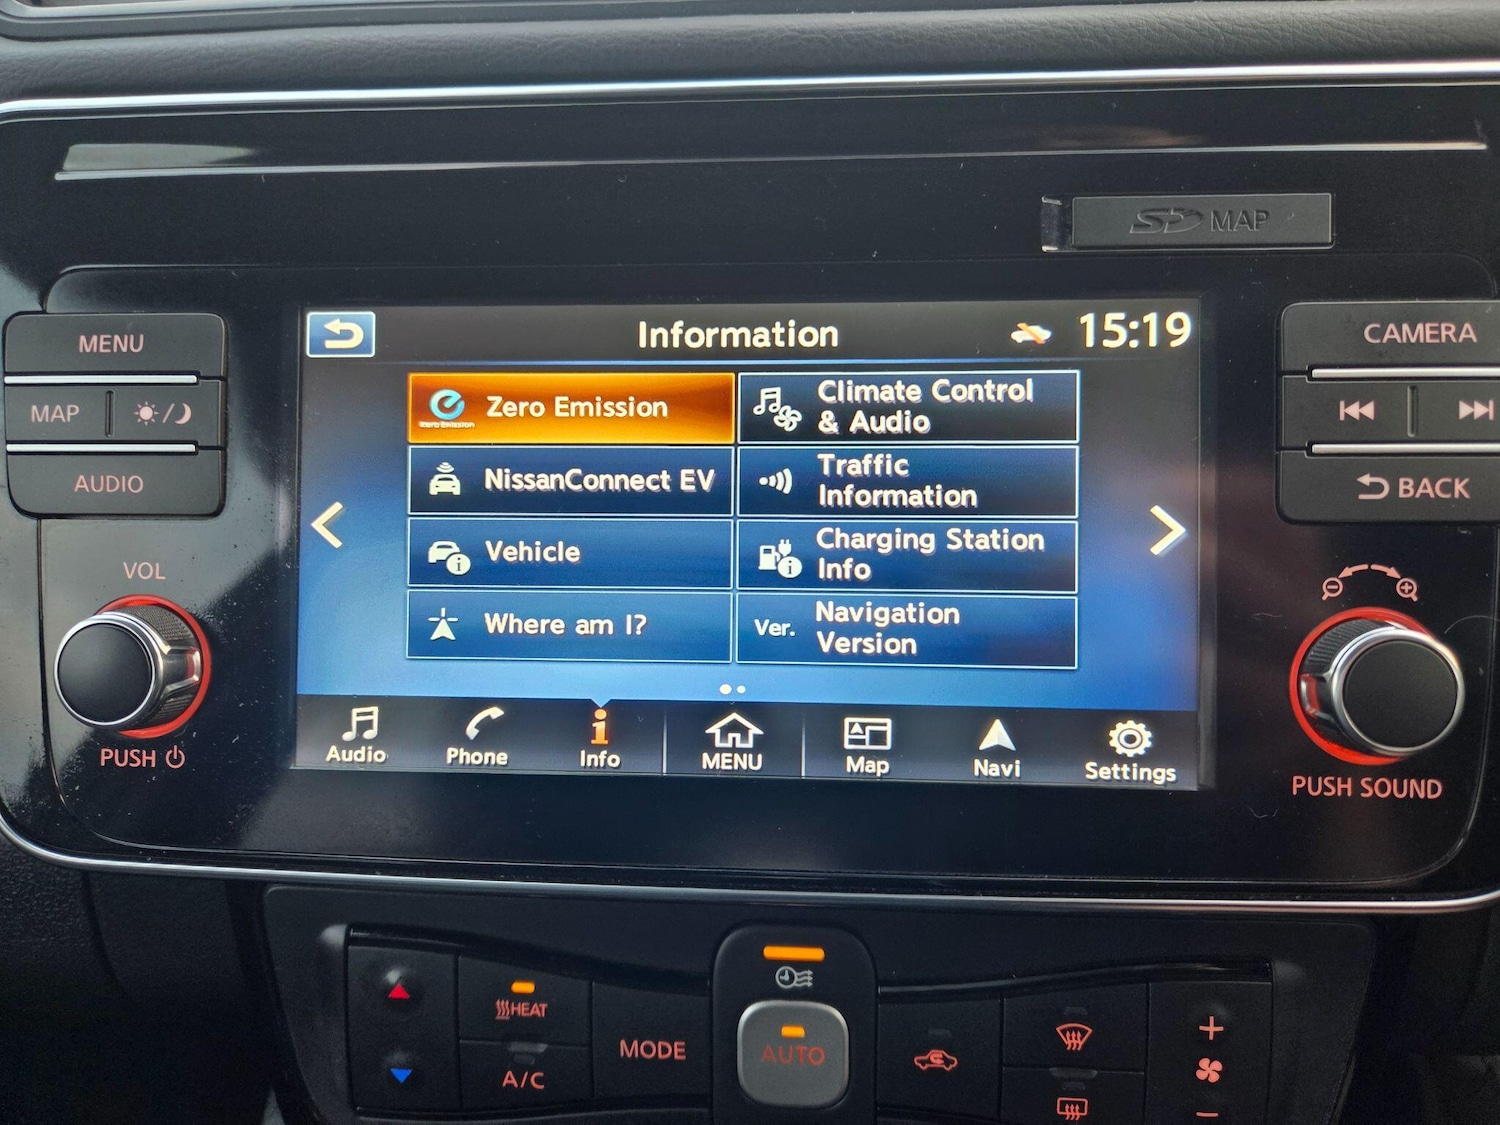 SD MAP
MENU
MAP
AUDIO
VOL
PUSH
Information
15:19
Zero Emission
Zero Emission
Climate Control
& Audio
NissanConnect EV
Traffic
Information
Vehicle
Charging Station
Info
Where am I?
Ver.
Navigation
Version
Audio
Phone
Info
MENU
Map
Navi
Settings
CAMERA
BACK
PUSH SOUND
HEAT
A/C
MODE
AUTO